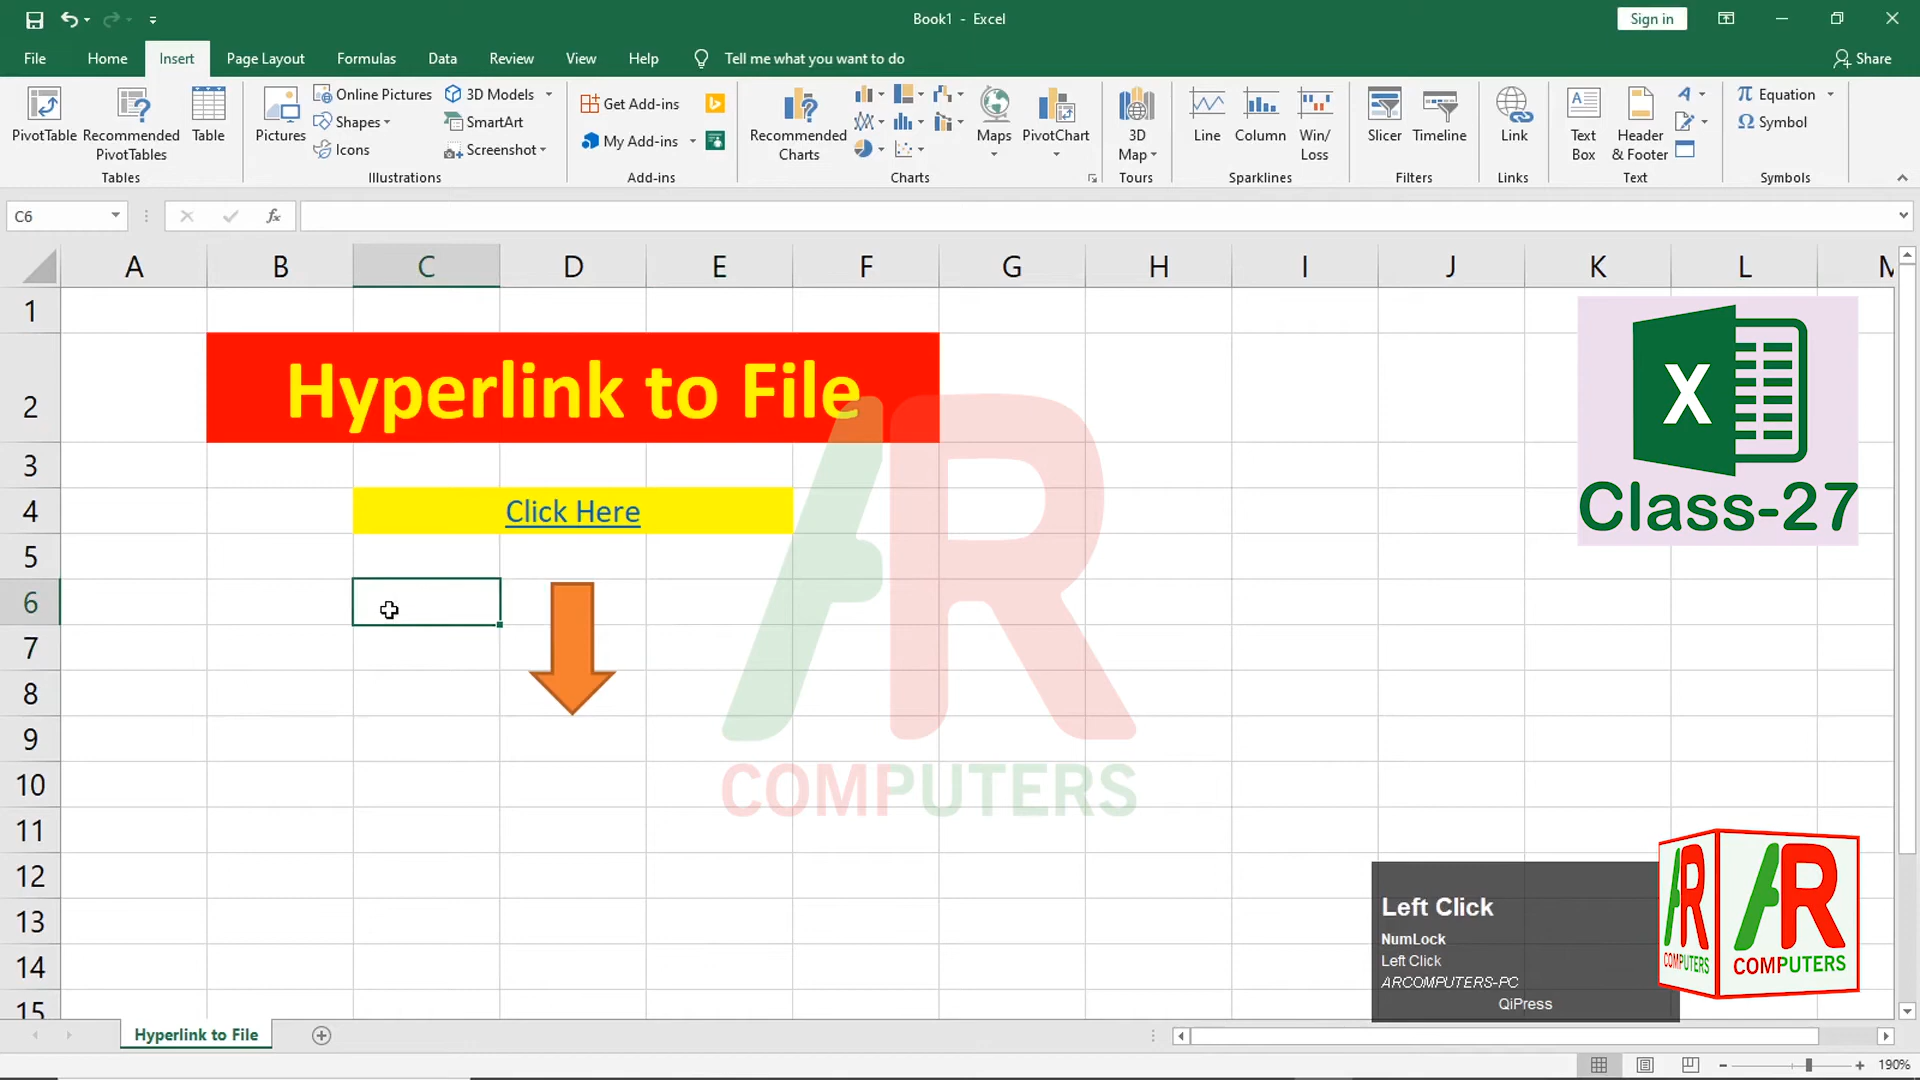 Book1 - Excel
Sign in
File Home Insert Page Layout Formulas Data Review View Help Tell me what you want to do Share
PivotTable
Recommended PivotTables
Table
Tables
Pictures
Online Pictures
Shapes
Icons
3D Models
SmartArt
Screenshot
Illustrations
Get Add-ins
My Add-ins
Add-ins
Recommended Charts
Maps
PivotChart
Charts
3D Map
Tours
Line
Column
Win/Loss
Sparklines
Slicer
Timeline
Filters
Link
Links
Text Box
Header & Footer
Text
Equation
Symbol
Symbols
C6
fx
A B C D E F G H I J K L M
1
2
3
4
5
6
7
8
9
10
11
12
13
14
15
Hyperlink to File
Click Here
X
Class-27
AR
COMPUTERS
Left Click
NumLock
Left Click
ARCOMPUTERS-PC
QiPress
AR
COMPUTERS
AR
COMPUTERS
Hyperlink to File
190%